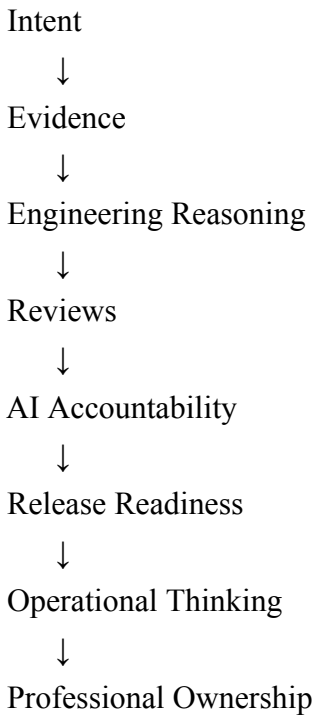 Intent
↓
Evidence
↓
Engineering Reasoning
↓
Reviews
↓
AI Accountability
↓
Release Readiness
↓
Operational Thinking
↓
Professional Ownership